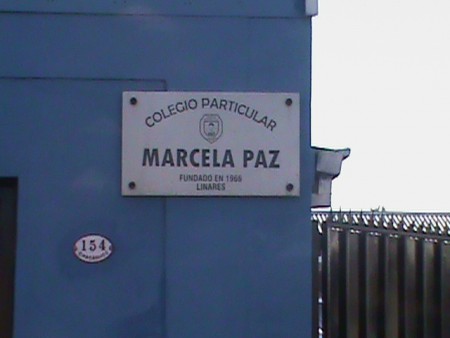 COLEGIO PARTICULAR
MARCELA PAZ
FUNDADO EN 1966
LINARES
154